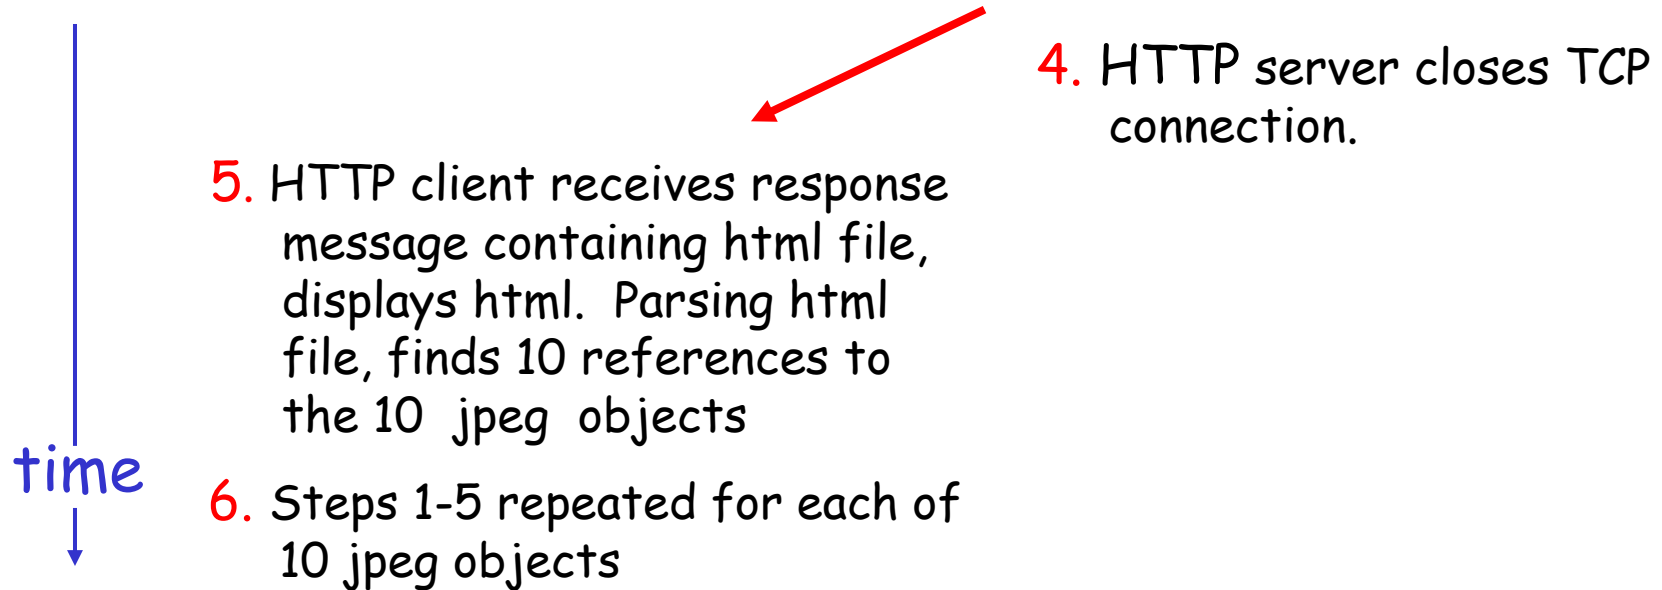 4. HTTP server closes TCP
connection.
5. HTTP client receives response
message containing html file,
displays html. Parsing html
file, finds 10 references to
the 10 jpeg objects
time
6. Steps 1-5 repeated for each of
10 jpeg objects